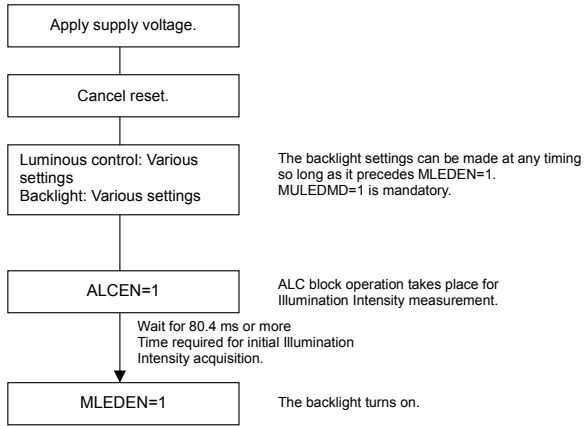 Apply supply voltage.
Cancel reset.
Luminous control: Various
settings
Backlight: Various settings
The backlight settings can be made at any timing
so long as it precedes MLEDEN=1.
MULEDMD=1 is mandatory.
ALCEN=1
ALC block operation takes place for
Illumination Intensity measurement.
Wait for 80.4 ms or more
Time required for initial Illumination
Intensity acquisition.
MLEDEN=1
The backlight turns on.